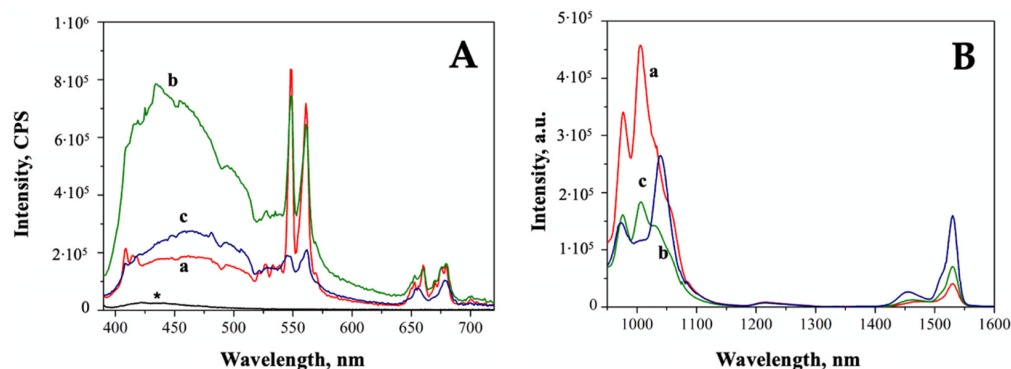 A
Intensity, CPS
1·10⁶
8·10⁵
6·10⁵
4·10⁵
2·10⁵
0
b
c
a
*
400 450 500 550 600 650 700
Wavelength, nm
B
Intensity, a.u.
5·10⁵
4·10⁵
3·10⁵
2·10⁵
1·10⁵
0
a
c
b
1000 1100 1200 1300 1400 1500 1600
Wavelength, nm